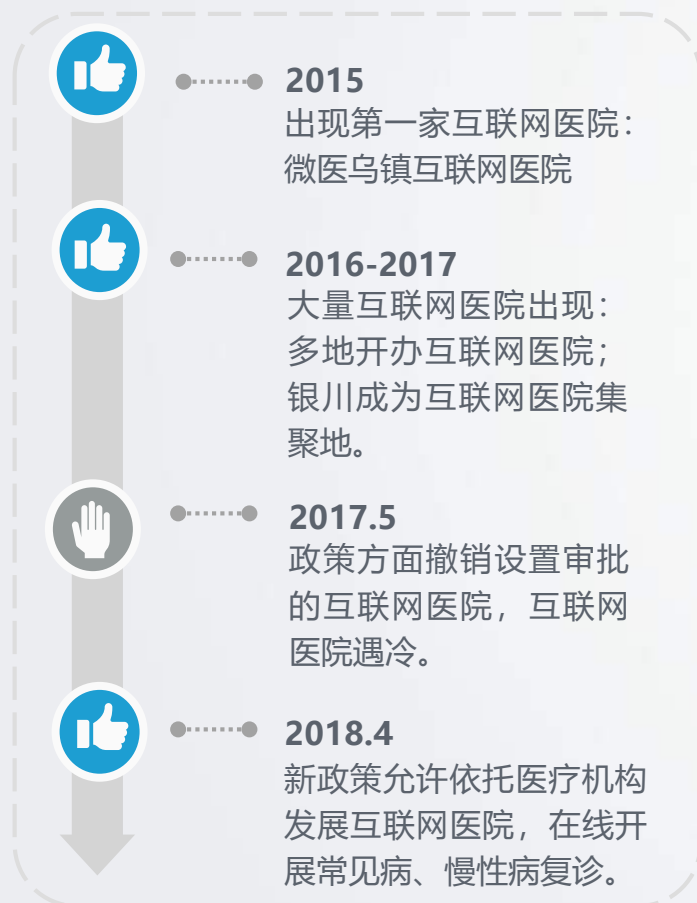 2015
出现第一家互联网医院：
微医乌镇互联网医院
2016-2017
大量互联网医院出现：
多地开办互联网医院；
银川成为互联网医院集
聚地。
2017.5
政策方面撤销设置审批
的互联网医院，互联网
医院遇冷。
2018.4
新政策允许依托医疗机构
发展互联网医院，在线开
展常见病、慢性病复诊。